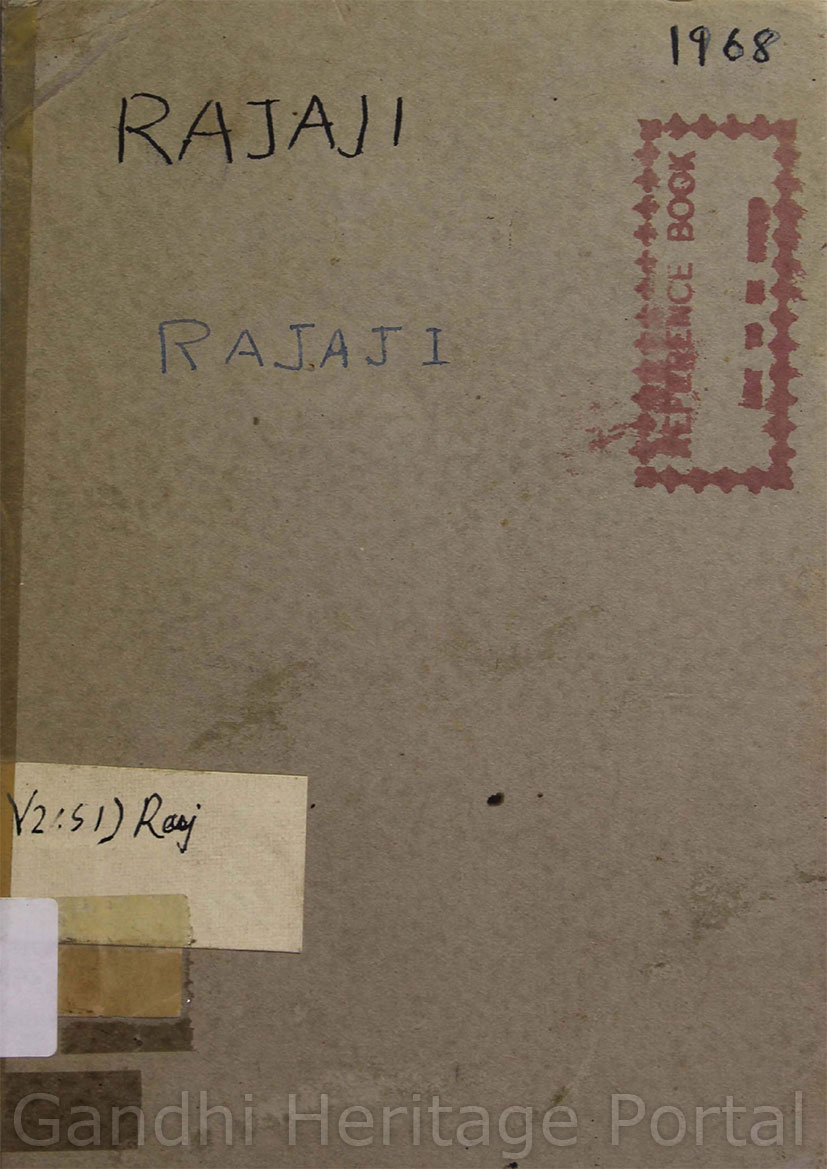 1968
RAJAJI
REFERENCE BOOK
RAJAJI
V2:51) Raj
Gandhi Heritage Portal